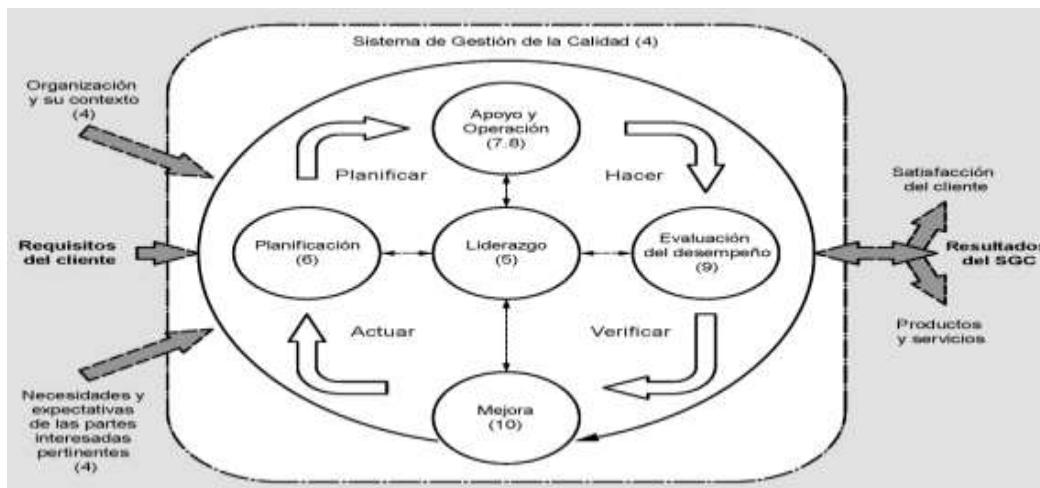 Sistema de Gestión de la Calidad (4)
Organización
y su contexto
(4)
Apoyo y
Operación
(7.8)
Planificar
Hacer
Satisfacción
del cliente
Requisitos
del cliente
Planificación
(6)
Liderazgo
(5)
Evaluación
del desempeño
(9)
Resultados
del SGC
Actuar
Verificar
Productos
y servicios
Necesidades y
expectativas
de las partes
interesadas
pertinentes
(4)
Mejora
(10)